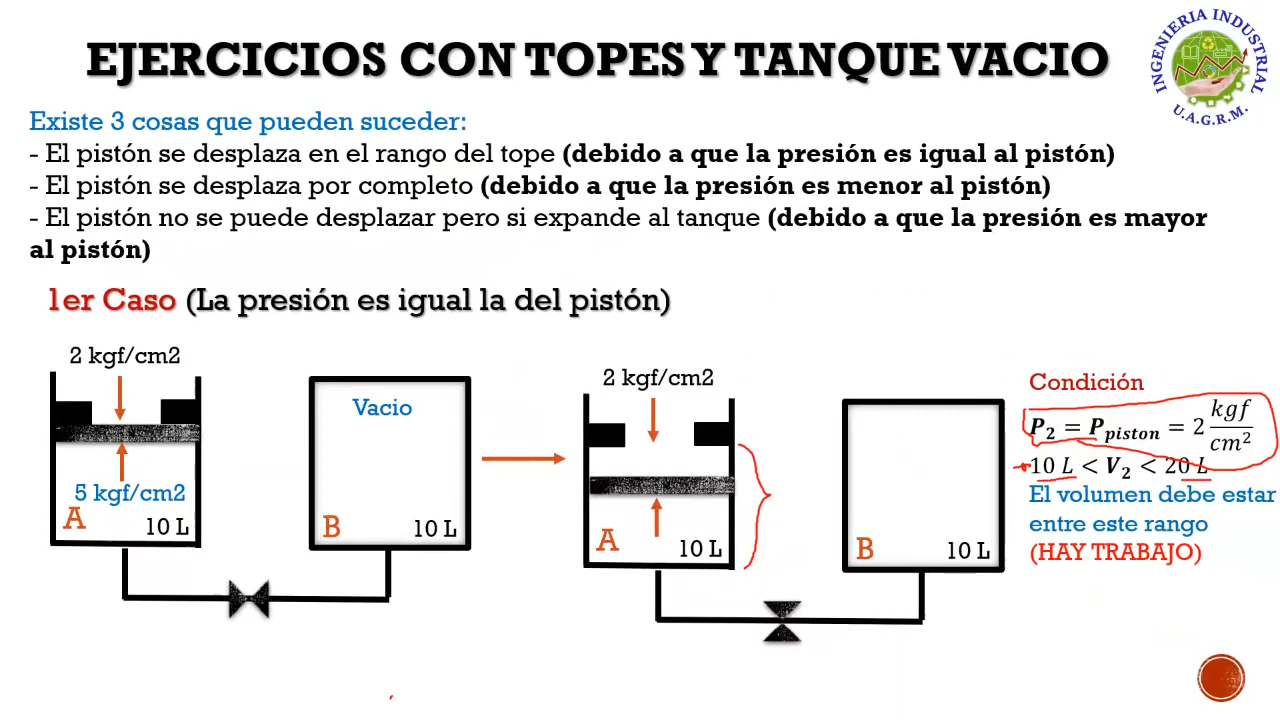 EJERCICIOS CON TOPES Y TANQUE VACIO
INGENIERIA INDUSTRIAL
U.A.G.R.M.
Existe 3 cosas que pueden suceder:
- El pistón se desplaza en el rango del tope (debido a que la presión es igual al pistón)
- El pistón se desplaza por completo (debido a que la presión es menor al pistón)
- El pistón no se puede desplazar pero si expande al tanque (debido a que la presión es mayor
al pistón)
1er Caso (La presión es igual la del pistón)
2 kgf/cm2
Vacio
5 kgf/cm2
A
10 L
B
10 L
2 kgf/cm2
A
10 L
B
10 L
Condición
P₂ = P_piston = 2 kgf/cm²
10 L < V₂ < 20 L
El volumen debe estar
entre este rango
(HAY TRABAJO)